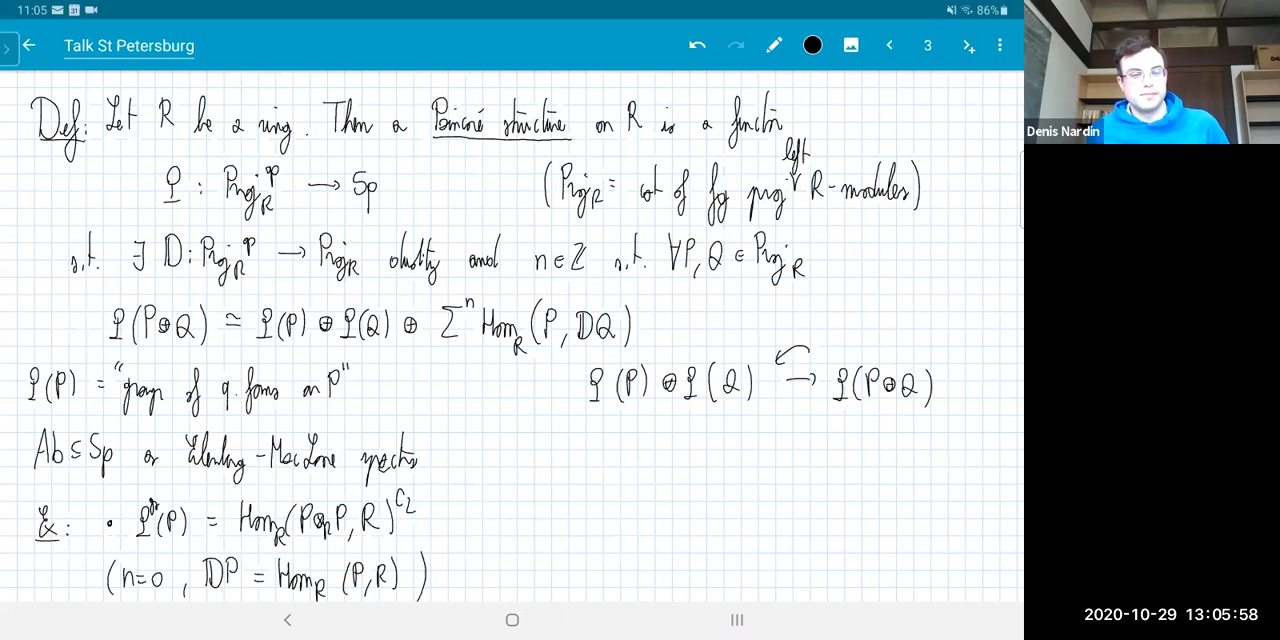 11:05 86%
Talk St Petersburg
3
Def: Let R be a ring. Then a Poincaré structure on R is a functor
Ϙ : Proj_R^op → Sp (Proj_R = cat of fg proj left R-modules)
s.t. ∃ D : Proj_R^op → Proj_R duality and n ∈ ℤ s.t. ∀P, Q ∈ Proj_R
Ϙ(P⊕Q) ≃ Ϙ(P) ⊕ Ϙ(Q) ⊕ Σ^n Hom_R(P, DQ)
Ϙ(P) = "group of q. forms on P" Ϙ(P) ⊕ Ϙ(Q) → Ϙ(P⊕Q)
Ab ⊆ Sp as Eilenberg-MacLane spectra
Ex: • Ϙ(P) = Hom_R(P⊗_R P, R)^{C_2}
(n=0, DP = Hom_R(P, R))
Denis Nardin
2020-10-29 13:05:58